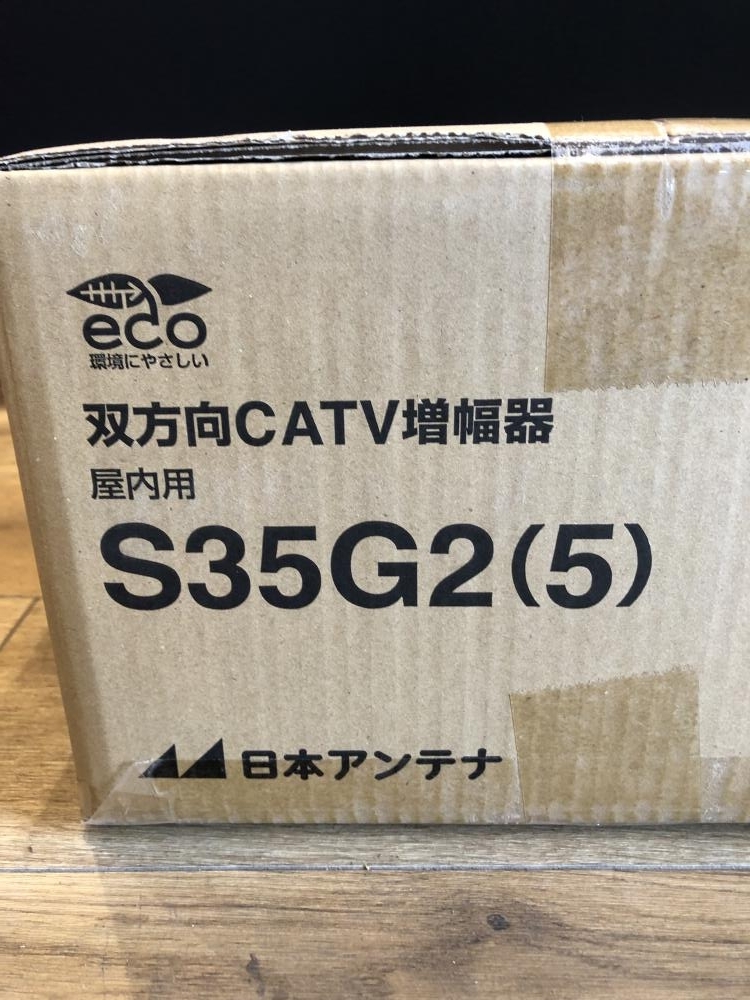 eco
環境にやさしい
双方向CATV増幅器
屋内用
S35G2(5)
日本アンテナ